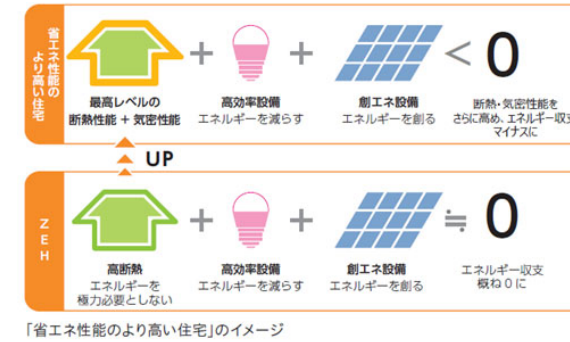 省エネ性能の
より高い住宅
+
+
<
0
最高レベルの
断熱性能 + 気密性能
高効率設備
エネルギーを減らす
創エネ設備
エネルギーを創る
断熱・気密性能を
さらに高め、エネルギー収支
マイナスに
UP
ZEH
+
+
≒
0
高断熱
エネルギーを
極力必要としない
高効率設備
エネルギーを減らす
創エネ設備
エネルギーを創る
エネルギー収支
概ね0に
「省エネ性能のより高い住宅」のイメージ